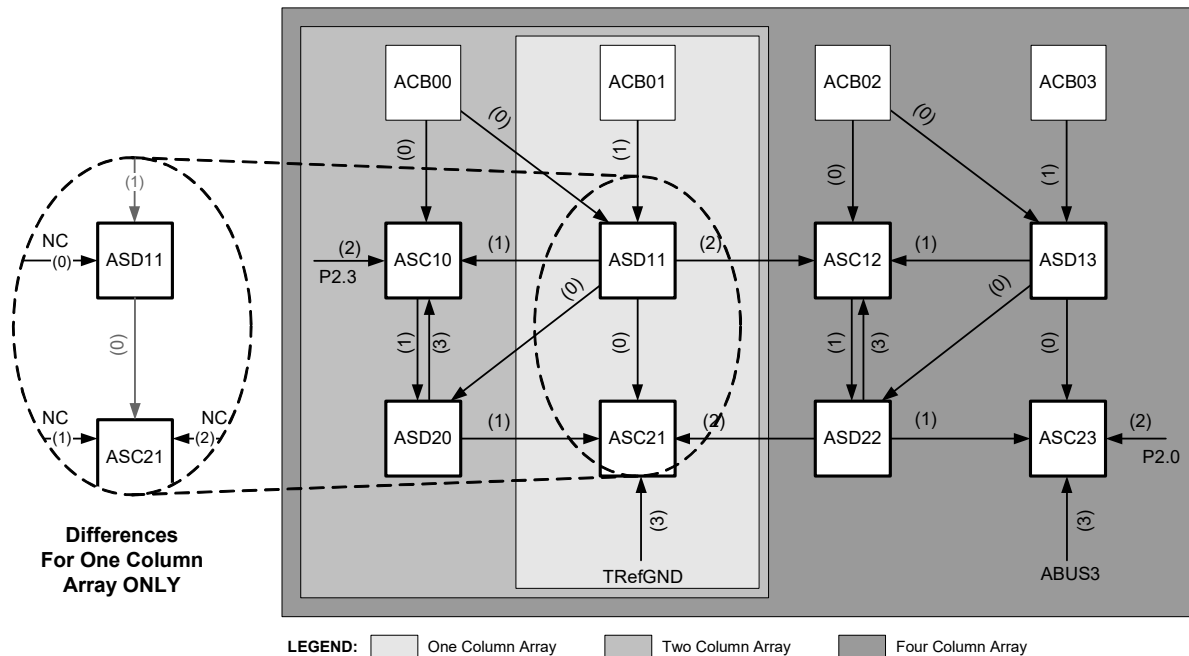 ACB00
ACB01
ACB02
ACB03
(0)
(0)
(1)
(0)
(0)
(1)
(1)
NC
(0)
ASD11
(2)
P2.3
ASC10
(1)
ASD11
(2)
ASC12
(1)
ASD13
(0)
(0)
(0)
(1)
(3)
(0)
(1)
(3)
(0)
NC
(1)
NC
(2)
ASC21
ASD20
(1)
ASC21
(2)
ASD22
(1)
ASC23
(2)
P2.0
(3)
(3)
TRefGND
ABUS3
Differences
For One Column
Array ONLY
LEGEND: One Column Array Two Column Array Four Column Array